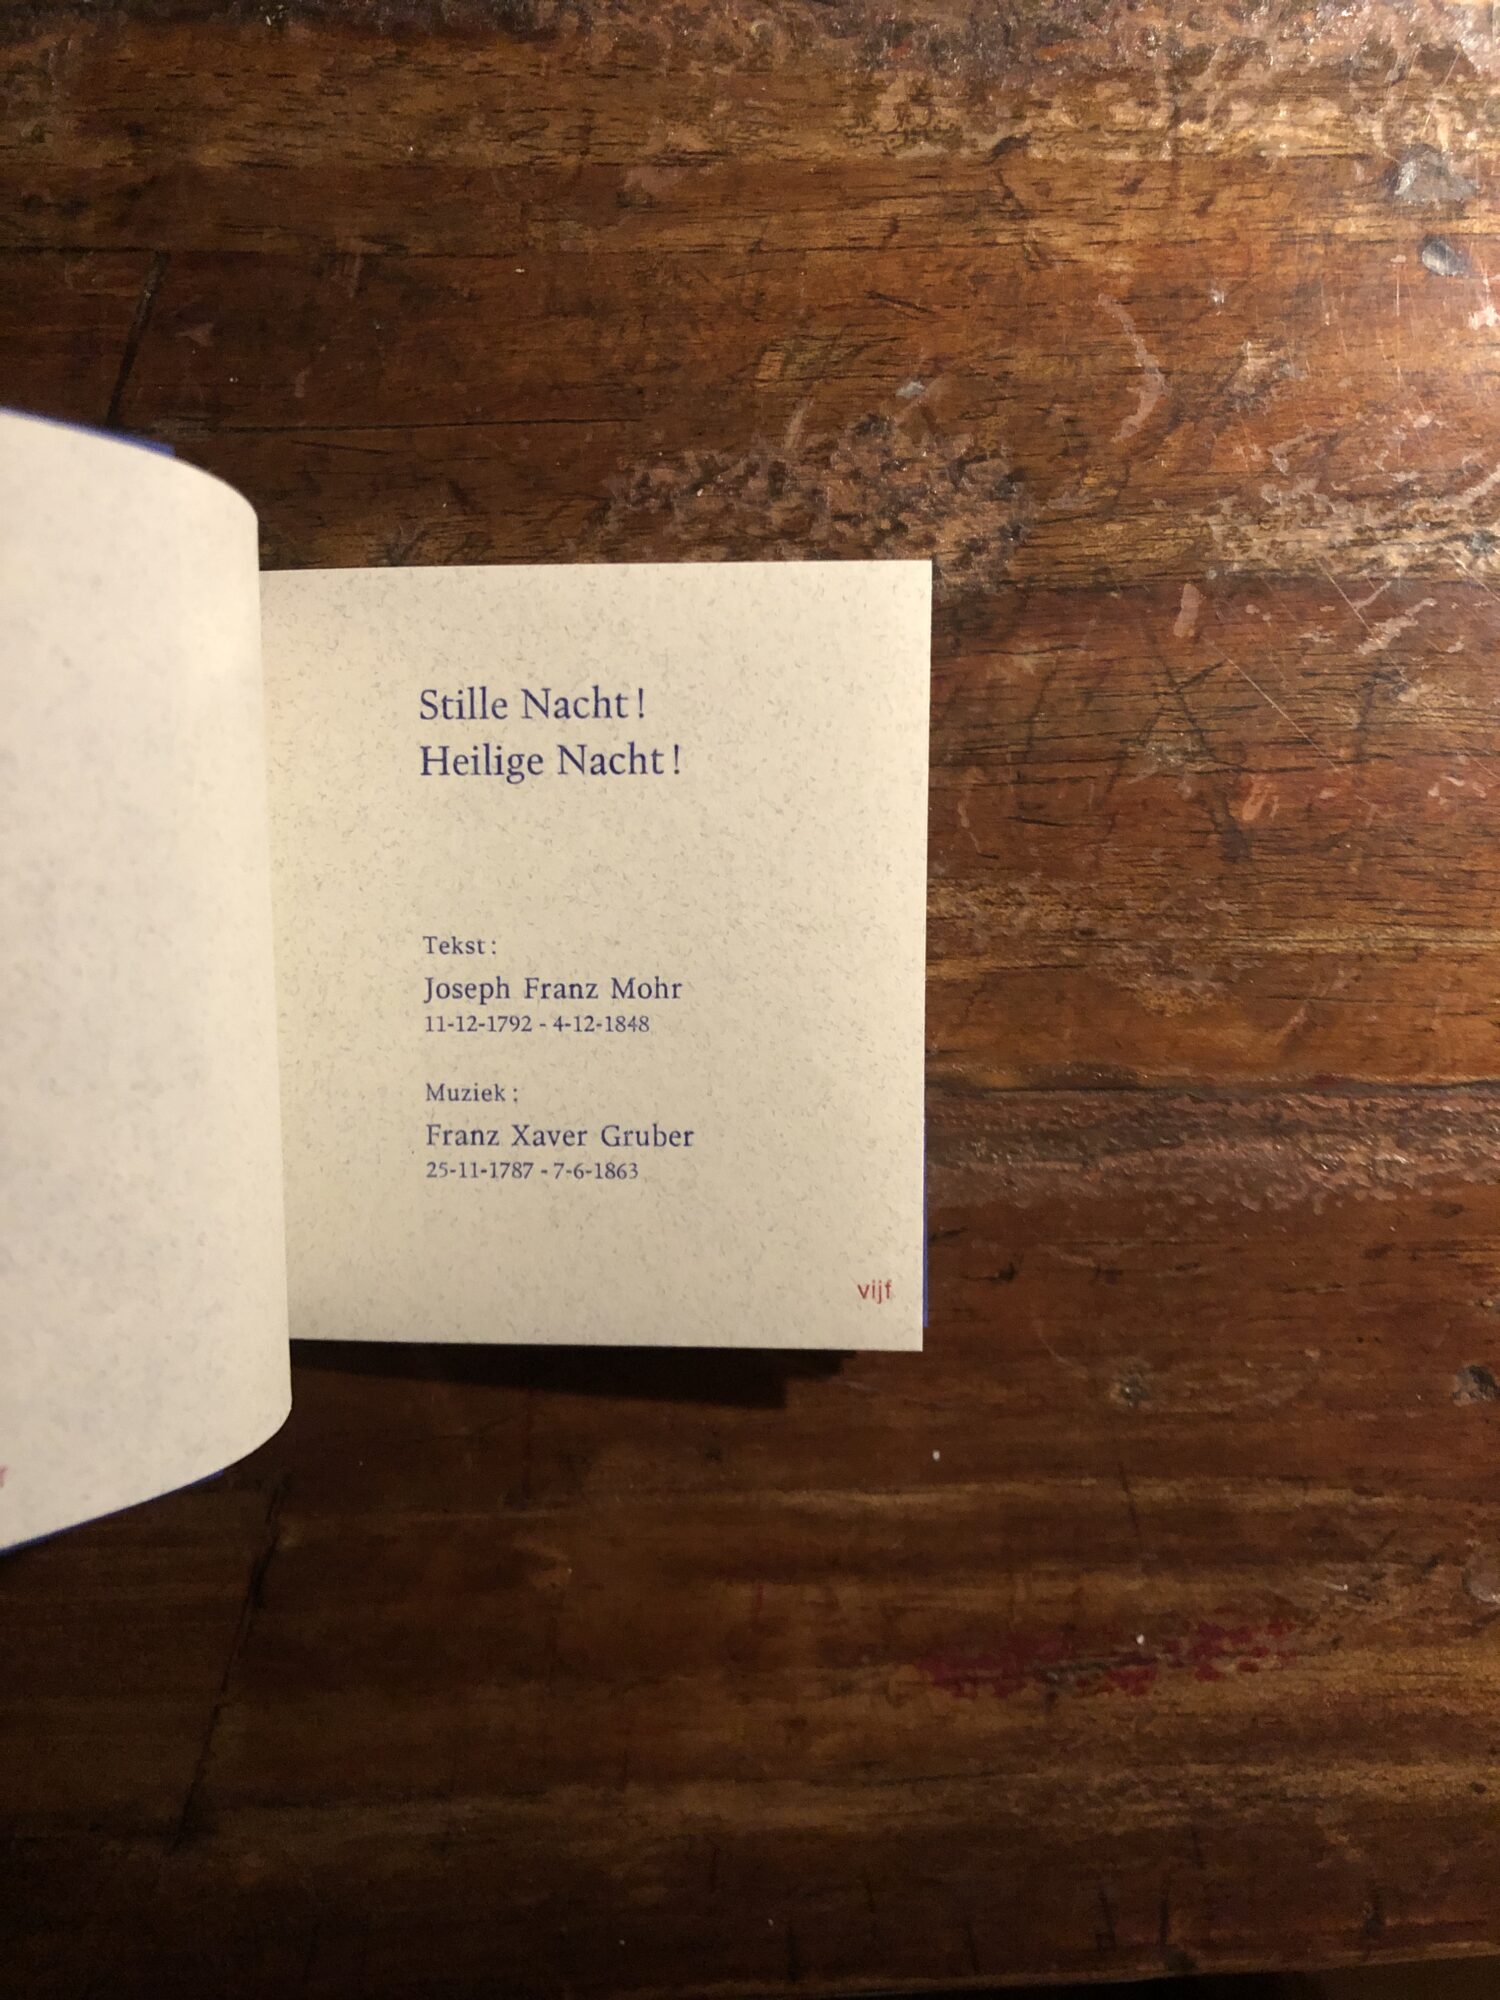 Stille Nacht!
Heilige Nacht!
Tekst:
Joseph Franz Mohr
11-12-1792 - 4-12-1848
Muziek:
Franz Xaver Gruber
25-11-1787 - 7-6-1863
vijf